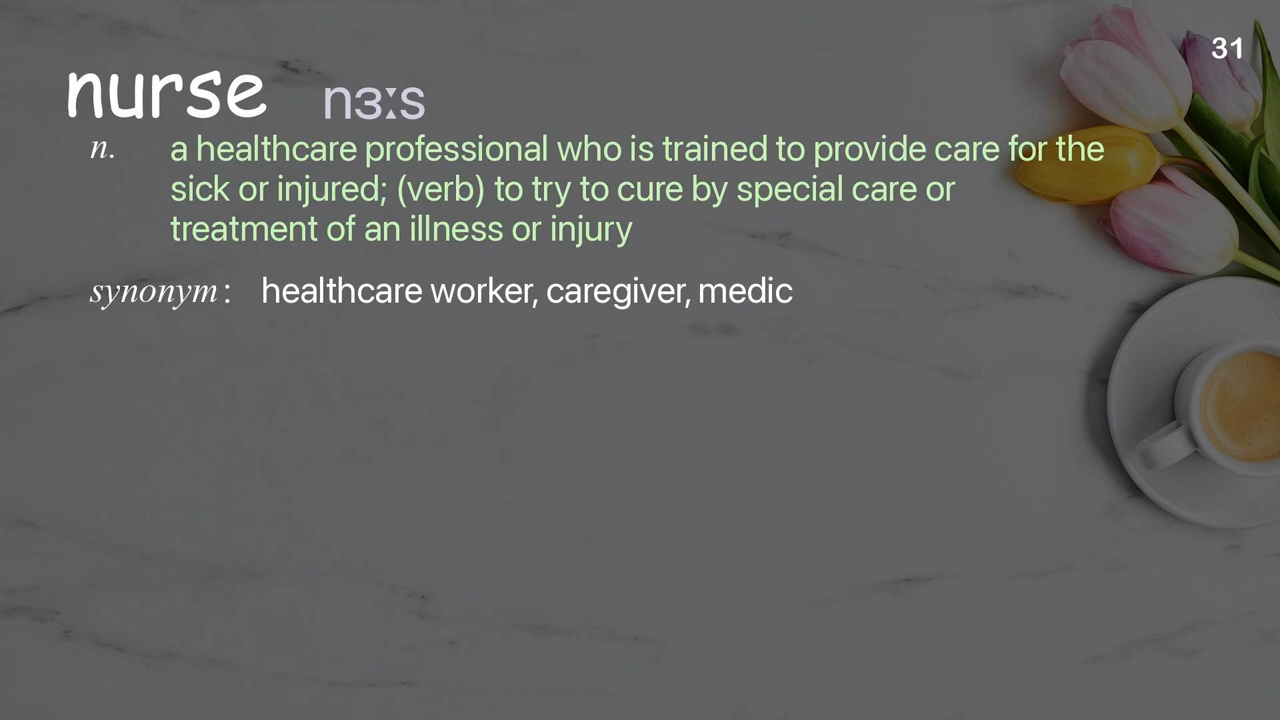 31
nurse nɜːs
n. a healthcare professional who is trained to provide care for the
sick or injured; (verb) to try to cure by special care or
treatment of an illness or injury
synonym: healthcare worker, caregiver, medic